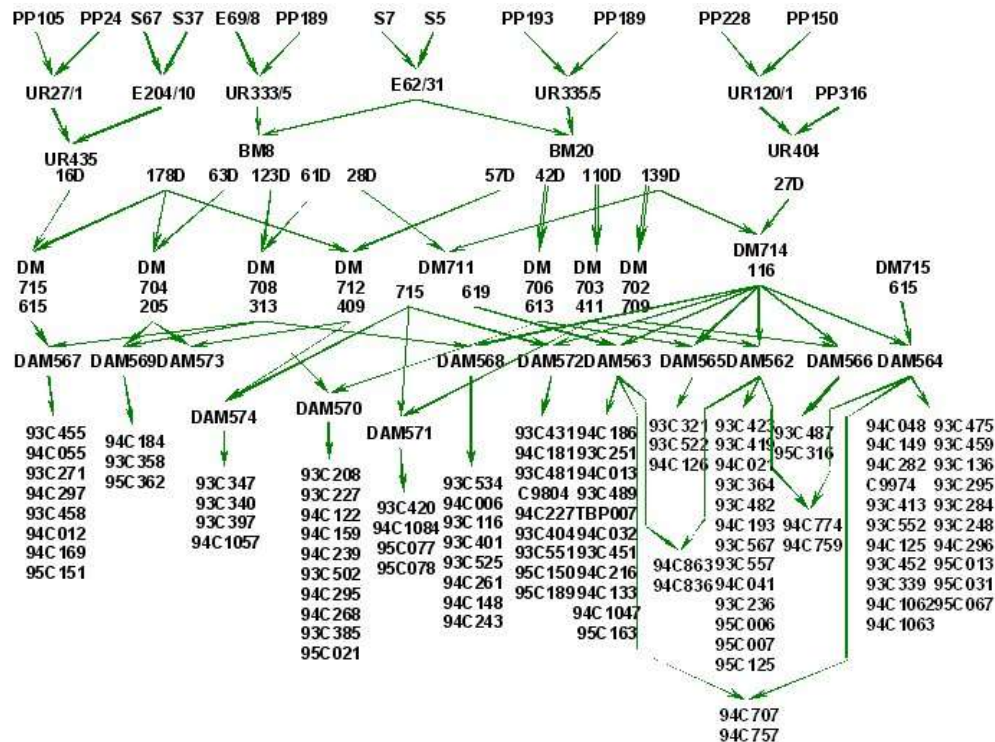 PP105 PP24 S67 S37 E69/8 PP189 S7 S5 PP193 PP189 PP228 PP150
UR27/1 E204/10 UR333/5 E62/31 UR335/5 UR120/1 PP316
UR435 BM8 BM20 UR404
16D 178D 63D 123D 61D 28D 57D 42D 110D 139D 27D
DM DM DM DM DM711 DM DM DM DM714 DM715
715 704 708 712 706 703 702 116 615
615 205 313 409 715 619 613 411 709
DAM567 DAM569 DAM573 DAM568 DAM572 DAM563 DAM565 DAM562 DAM566 DAM564
DAM574 DAM570 DAM571
93C455
94C055
93C271
94C297
93C458
94C012
94C169
95C151
94C184
93C358
95C362
93C347
93C340
93C397
94C1057
93C208
93C227
94C122
94C159
94C239
93C502
94C295
94C268
93C385
95C021
93C420
94C1084
95C077
95C078
93C534
94C006
93C116
93C401
93C525
94C261
94C148
94C243
93C431
94C181
93C481
C9804
94C227
93C404
93C551
95C150
95C189
94C186
93C251
94C013
93C489
TBP007
94C032
93C451
94C216
94C133
94C1047
95C163
93C321
93C522
94C126
94C863
94C836
93C423
93C419
94C021
93C364
93C482
94C193
93C567
93C557
94C041
93C236
95C006
95C007
95C125
93C487
95C316
94C774
94C759
94C048
94C149
94C282
C9974
93C413
93C552
94C125
93C452
93C339
94C1062
94C1063
93C475
93C459
93C136
93C295
93C284
93C248
94C296
95C013
95C031
95C067
94C707
94C757